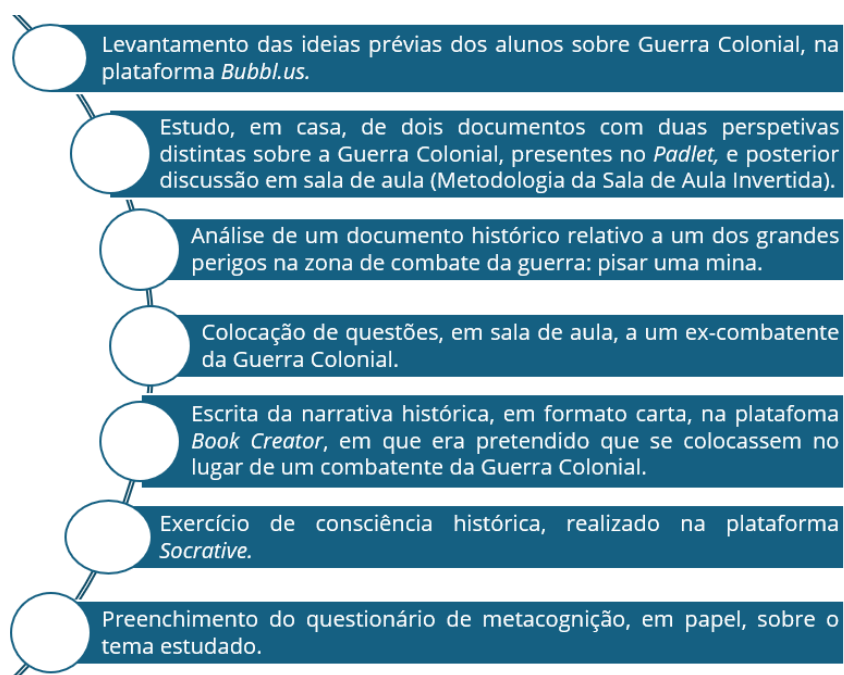 Levantamento das ideias prévias dos alunos sobre Guerra Colonial, na
plataforma Bubbl.us.
Estudo, em casa, de dois documentos com duas perspetivas
distintas sobre a Guerra Colonial, presentes no Padlet, e posterior
discussão em sala de aula (Metodologia da Sala de Aula Invertida).
Análise de um documento histórico relativo a um dos grandes
perigos na zona de combate da guerra: pisar uma mina.
Colocação de questões, em sala de aula, a um ex-combatente
da Guerra Colonial.
Escrita da narrativa histórica, em formato carta, na platafoma
Book Creator, em que era pretendido que se colocassem no
lugar de um combatente da Guerra Colonial.
Exercício de consciência histórica, realizado na plataforma
Socrative.
Preenchimento do questionário de metacognição, em papel, sobre o
tema estudado.